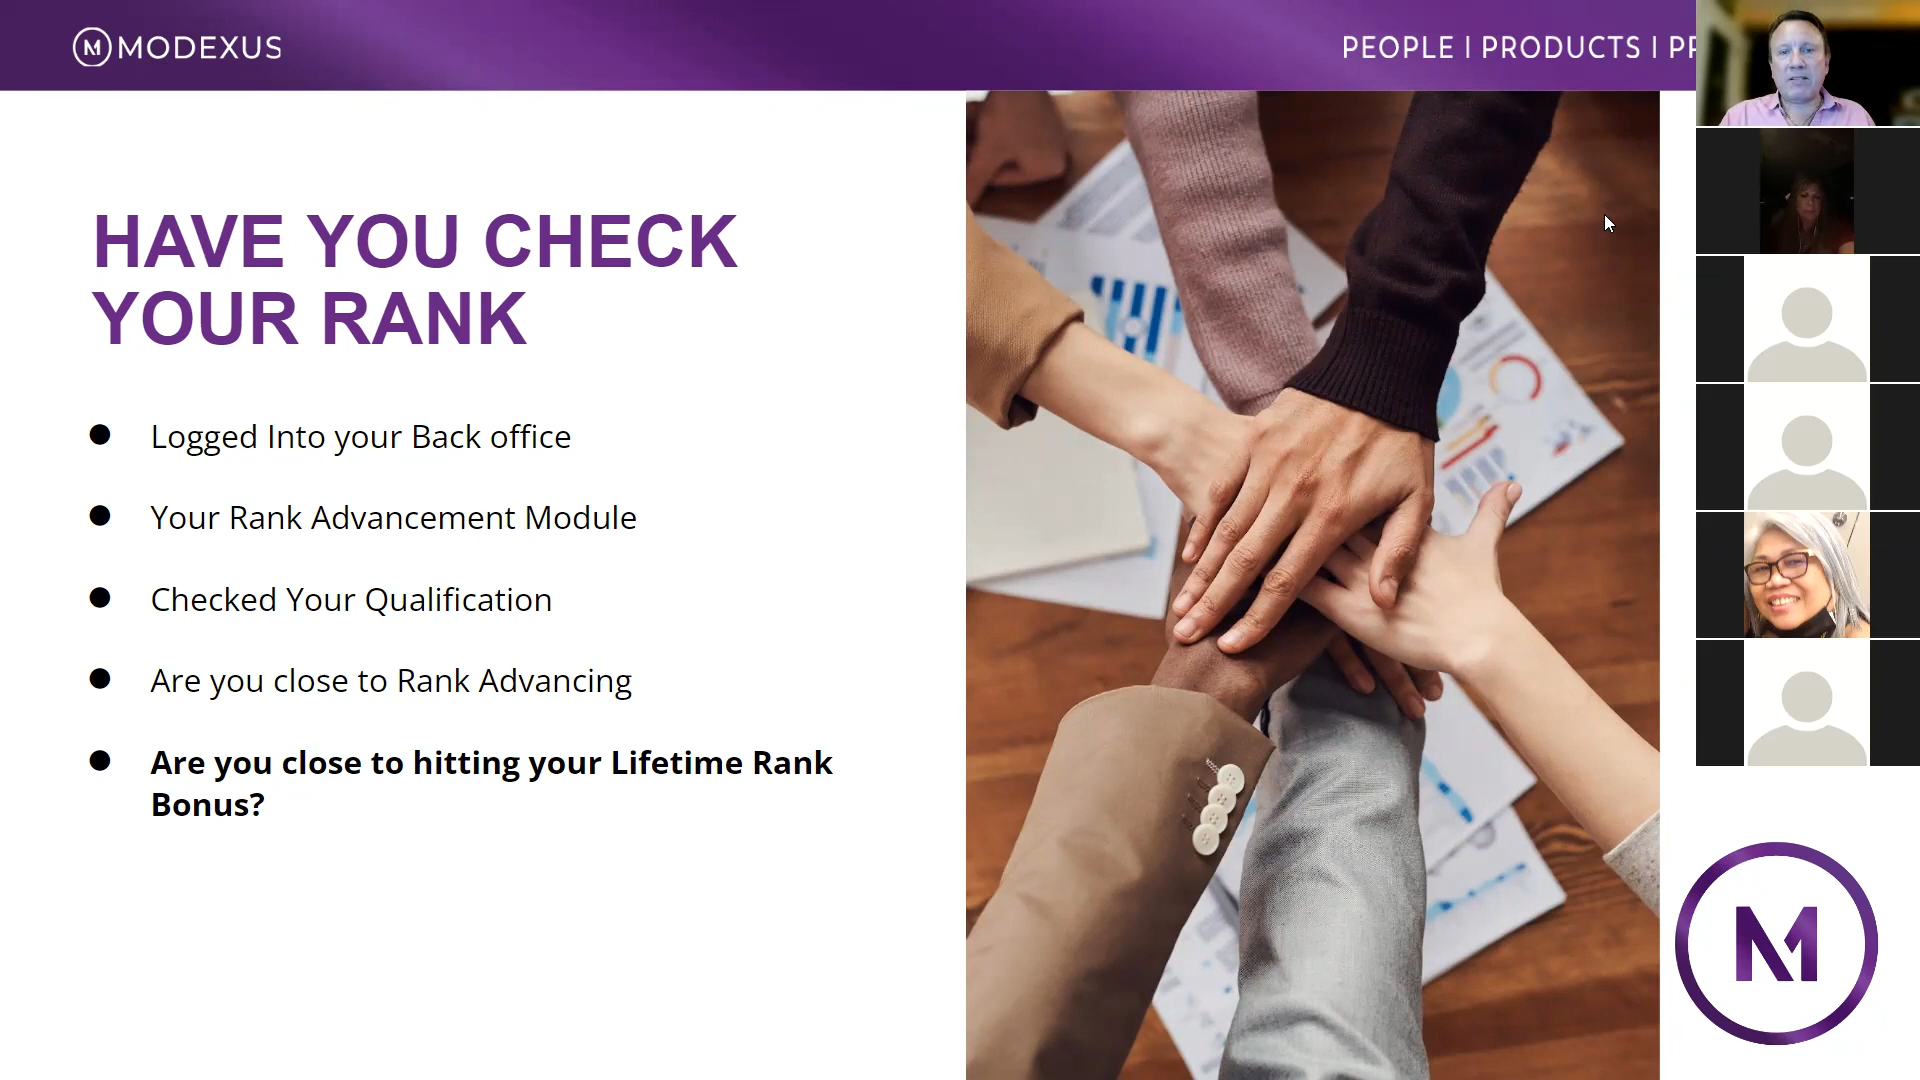 MODEXUS
PEOPLE | PRODUCTS |
HAVE YOU CHECK
YOUR RANK
Logged Into your Back office
Your Rank Advancement Module
Checked Your Qualification
Are you close to Rank Advancing
Are you close to hitting your Lifetime Rank
Bonus?
M